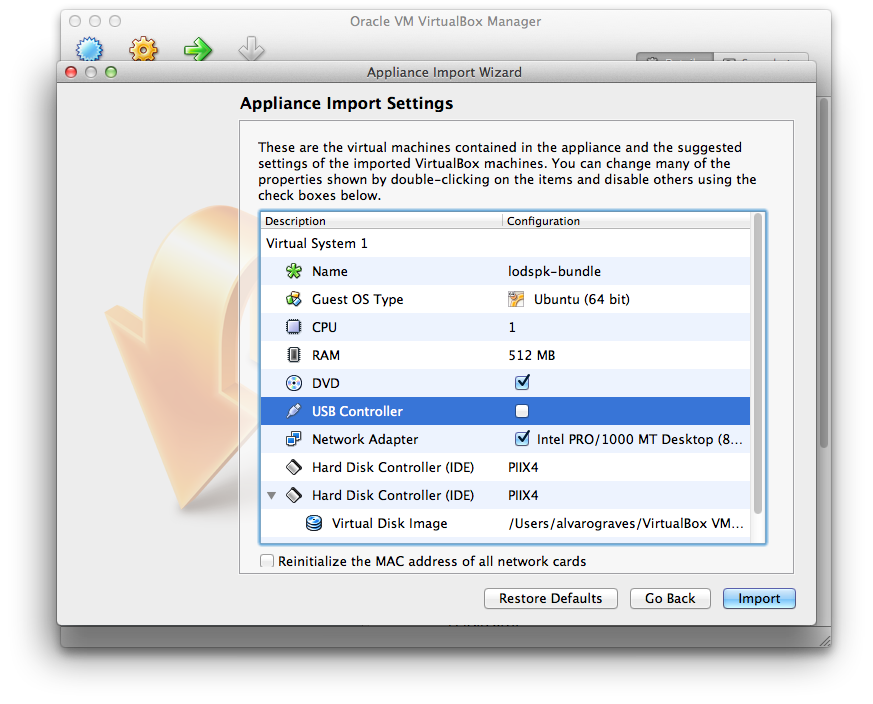 Oracle VM VirtualBox Manager
Appliance Import Wizard
Appliance Import Settings
These are the virtual machines contained in the appliance and the suggested
settings of the imported VirtualBox machines. You can change many of the
properties shown by double-clicking on the items and disable others using the
check boxes below.
Description Configuration
Virtual System 1
Name lodspk-bundle
Guest OS Type Ubuntu (64 bit)
CPU 1
RAM 512 MB
DVD
USB Controller
Network Adapter Intel PRO/1000 MT Desktop (8...
Hard Disk Controller (IDE) PIIX4
Hard Disk Controller (IDE) PIIX4
Virtual Disk Image /Users/alvarograves/VirtualBox VM...
Reinitialize the MAC address of all network cards
Restore Defaults Go Back Import